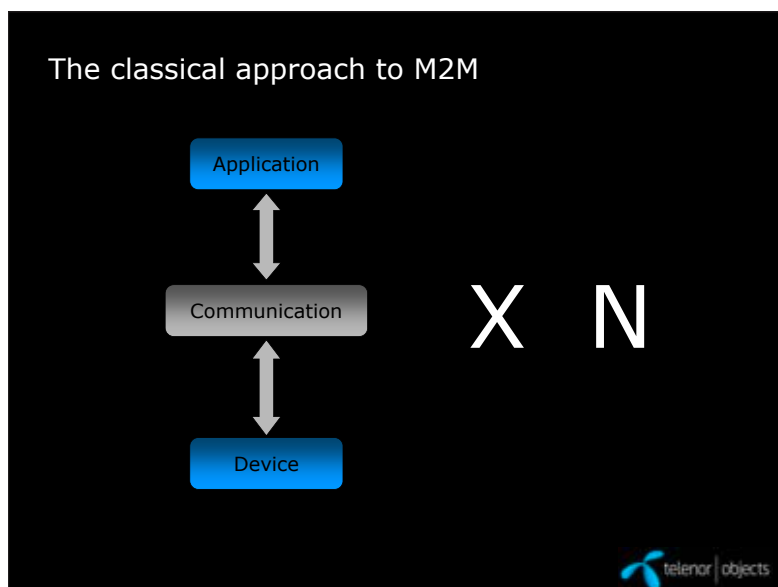 The classical approach to M2M
Application
Communication
X N
Device
telenor | objects